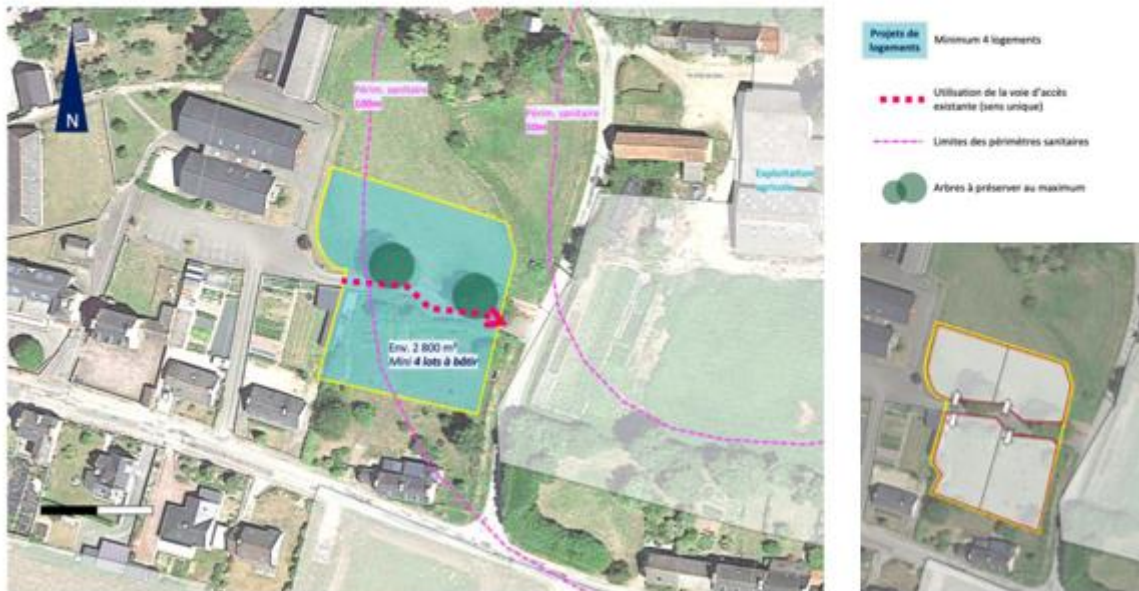 N
Périm. sanitaire
100m
Périm. sanitaire
50m
Exploitation
agricole
Env. 2 800 m²
Mini 4 lots à bâtir
Projets de
logements
Minimum 4 logements
Utilisation de la voie d'accès
existante (sens unique)
Limites des périmètres sanitaires
Arbres à préserver au maximum